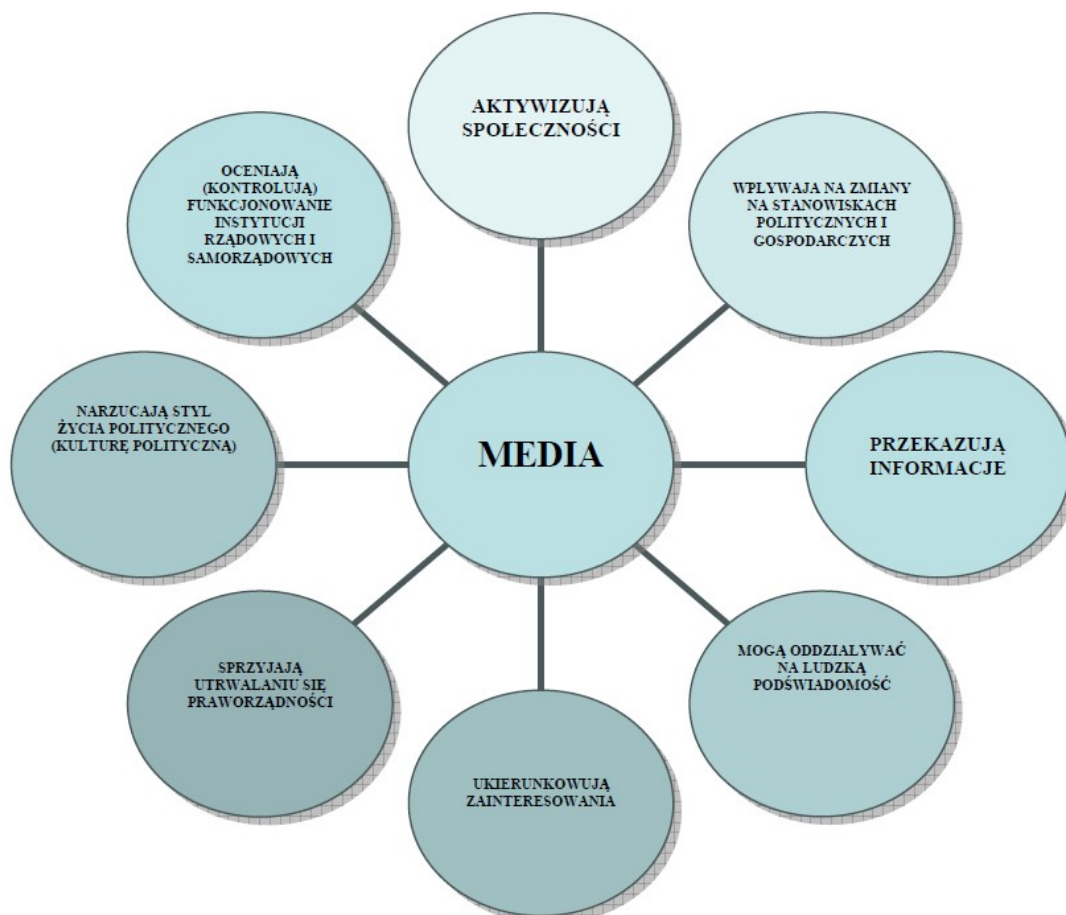 AKTYWIZUJĄ
SPOŁECZNOŚCI
OCENIAJĄ
(KONTROLUJĄ)
FUNKCJONOWANIE
INSTYTUCJI
RZĄDOWYCH I
SAMORZĄDOWYCH
WPŁYWAJA NA ZMIANY
NA STANOWISKACH
POLITYCZNYCH I
GOSPODARCZYCH
NARZUCAJĄ STYL
ŻYCIA POLITYCZNEGO
(KULTURĘ POLITYCZNĄ)
MEDIA
PRZEKAZUJĄ
INFORMACJE
SPRZYJAJĄ
UTRWALANIU SIĘ
PRAWORZĄDNOŚCI
MOGĄ ODDZIALYWAĆ
NA LUDZKĄ
PODŚWIADOMOŚĆ
UKIERUNKOWUJĄ
ZAINTERESOWANIA